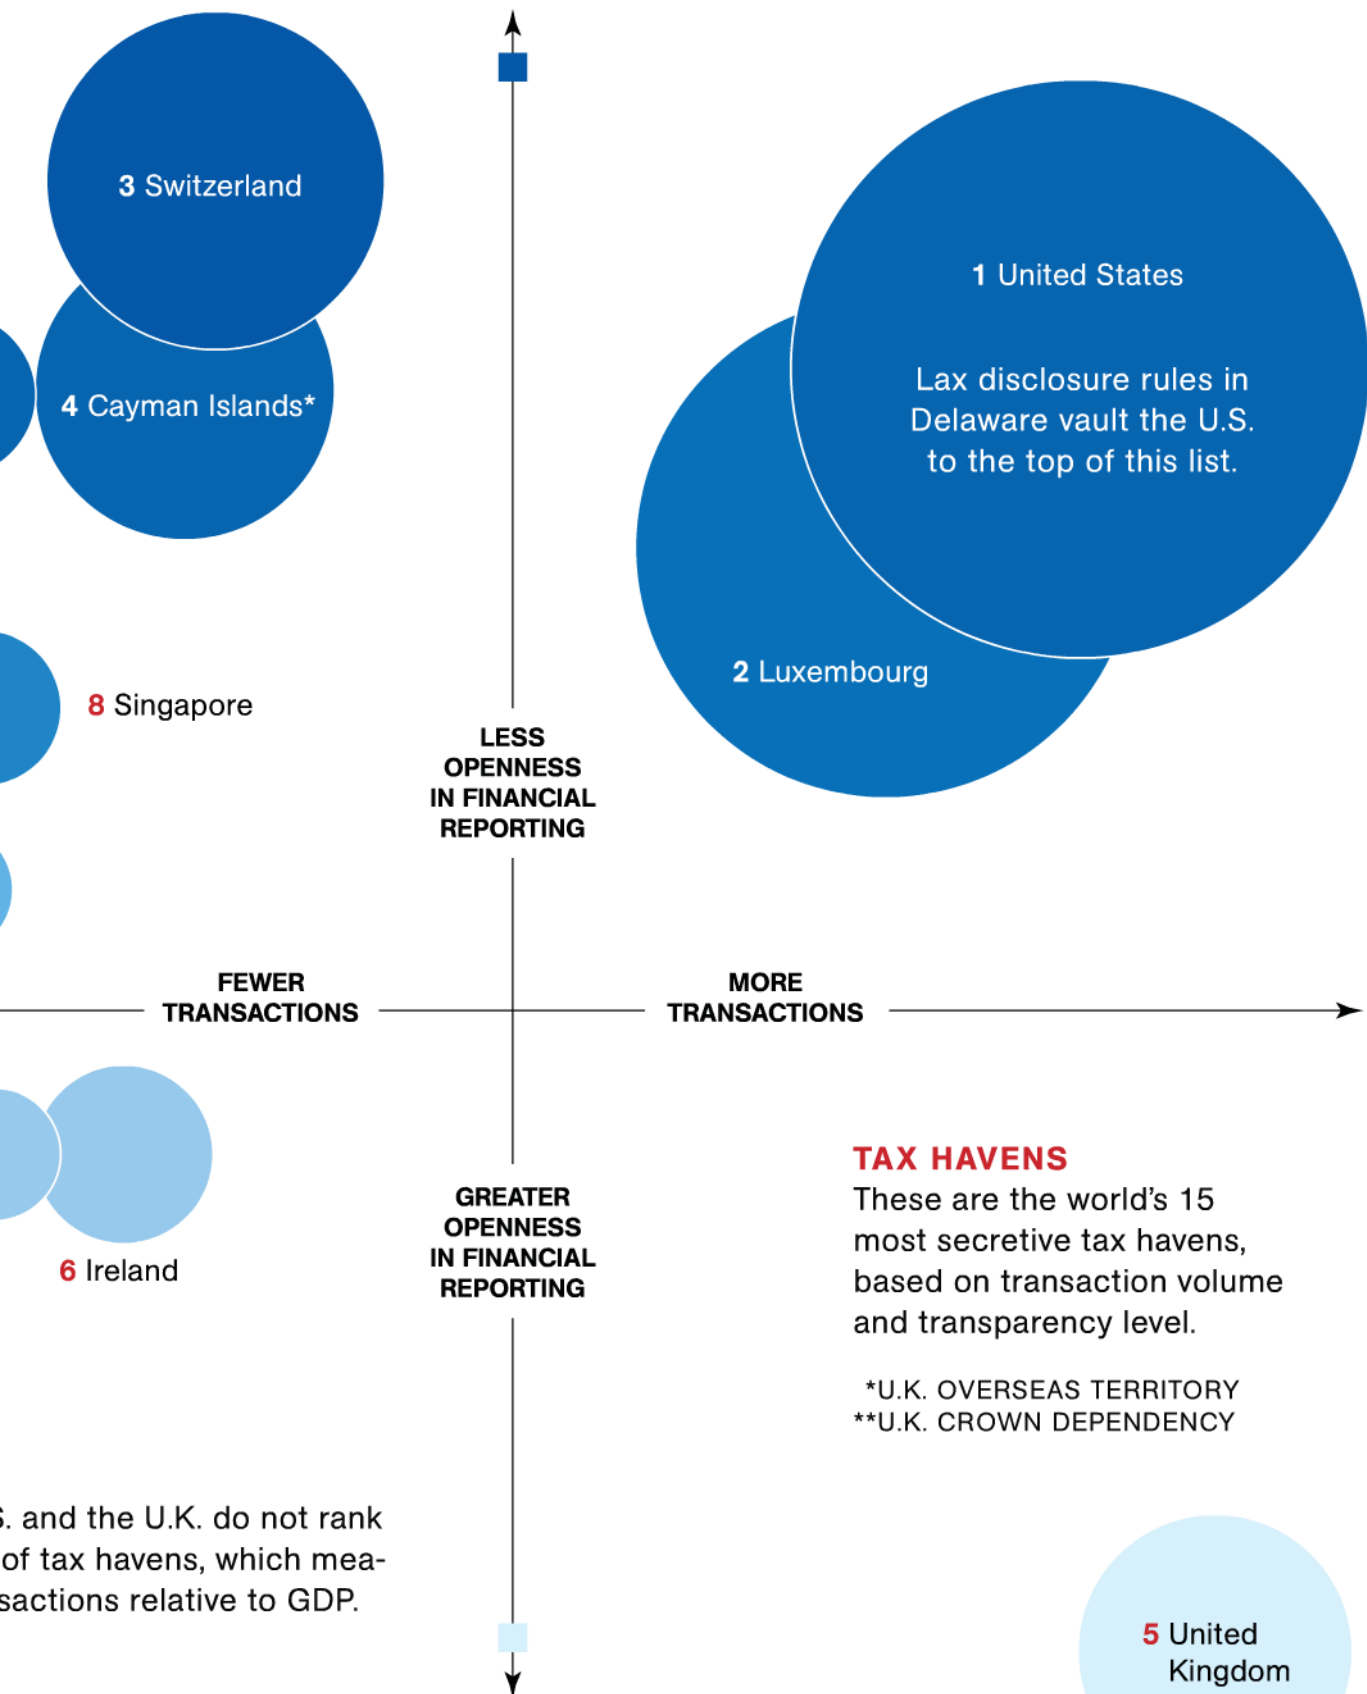 3 Switzerland
1 United States
Lax disclosure rules in
Delaware vault the U.S.
to the top of this list.
4 Cayman Islands*
2 Luxembourg
8 Singapore
LESS
OPENNESS
IN FINANCIAL
REPORTING
FEWER
TRANSACTIONS
MORE
TRANSACTIONS
6 Ireland
GREATER
OPENNESS
IN FINANCIAL
REPORTING
TAX HAVENS
These are the world's 15
most secretive tax havens,
based on transaction volume
and transparency level.
*U.K. OVERSEAS TERRITORY
**U.K. CROWN DEPENDENCY
S. and the U.K. do not rank
of tax havens, which mea-
sactions relative to GDP.
5 United
Kingdom